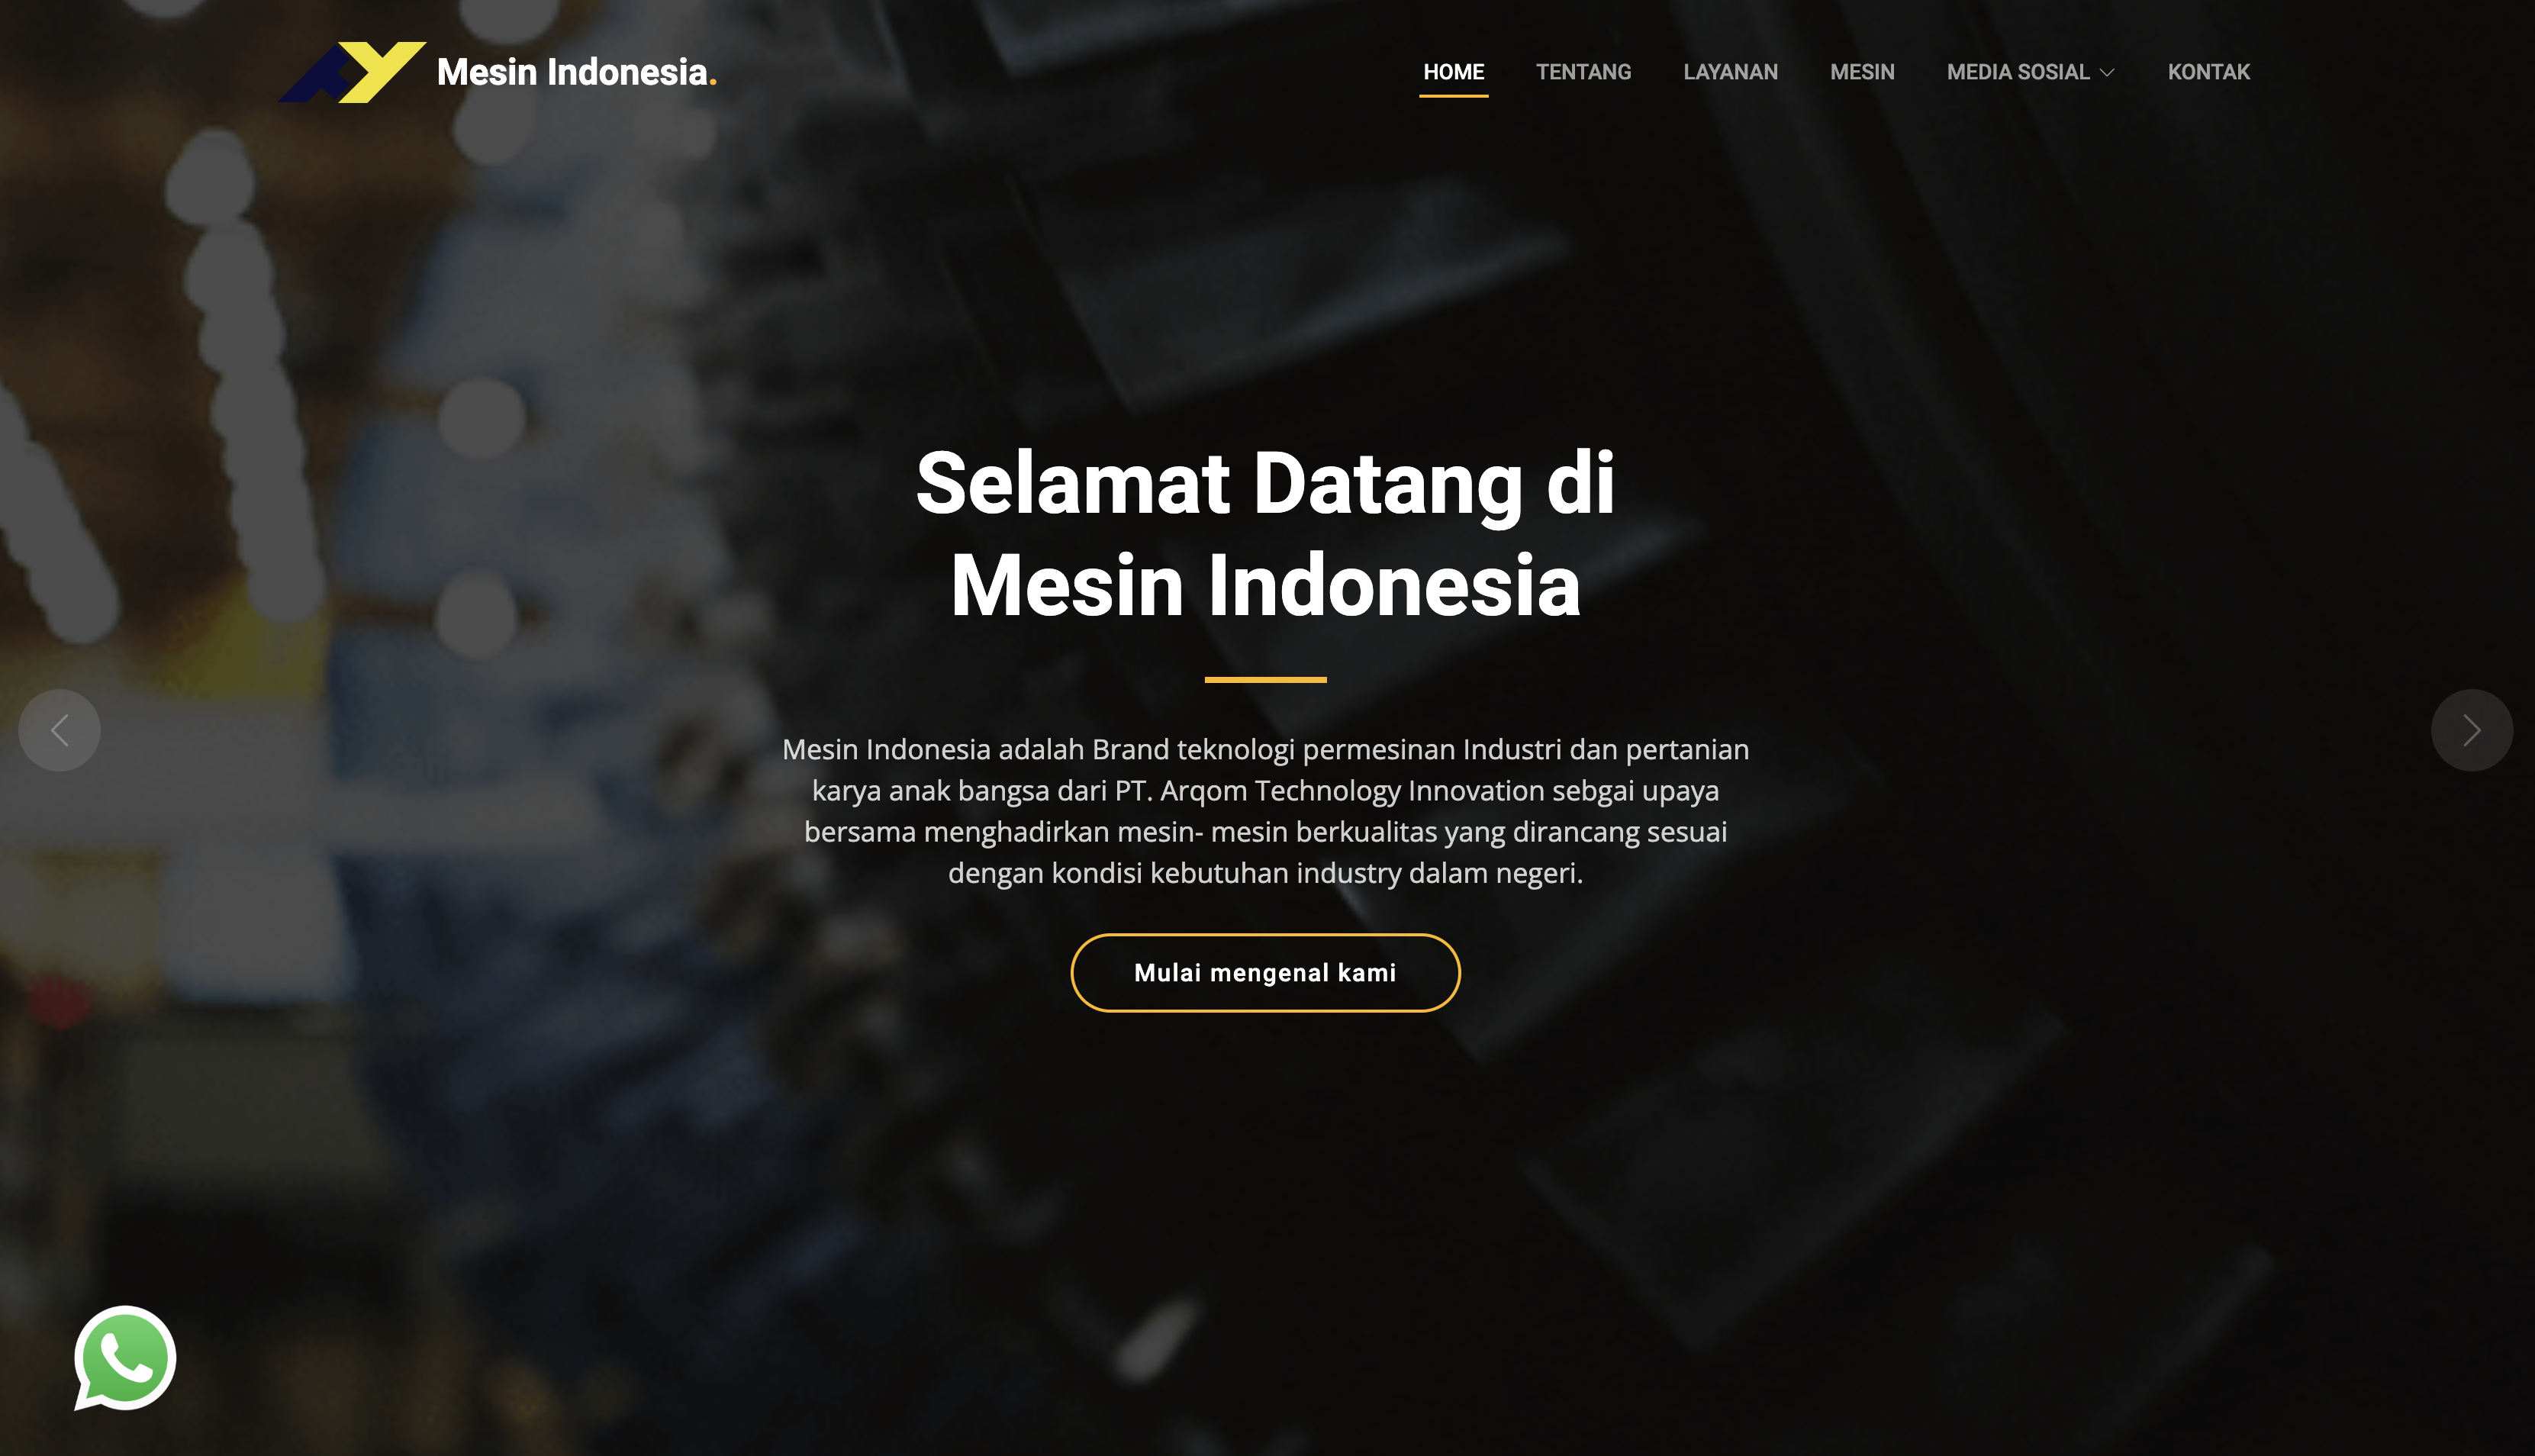 Mesin Indonesia.
HOME TENTANG LAYANAN MESIN MEDIA SOSIAL KONTAK
Selamat Datang di
Mesin Indonesia
Mesin Indonesia adalah Brand teknologi permesinan Industri dan pertanian
karya anak bangsa dari PT. Arqom Technology Innovation sebgai upaya
bersama menghadirkan mesin- mesin berkualitas yang dirancang sesuai
dengan kondisi kebutuhan industry dalam negeri.
Mulai mengenal kami